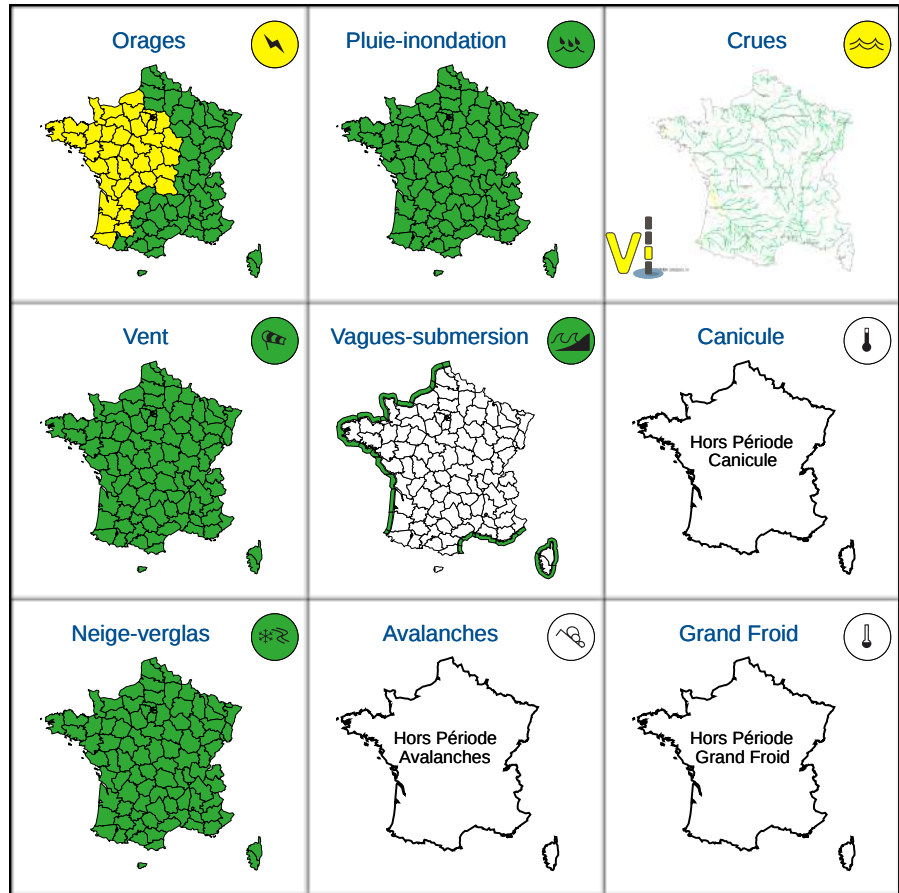 Orages
Pluie-inondation
Crues
Vi
Vent
Vagues-submersion
Canicule
Hors Période
Canicule
Neige-verglas
Avalanches
Grand Froid
Hors Période
Avalanches
Hors Période
Grand Froid